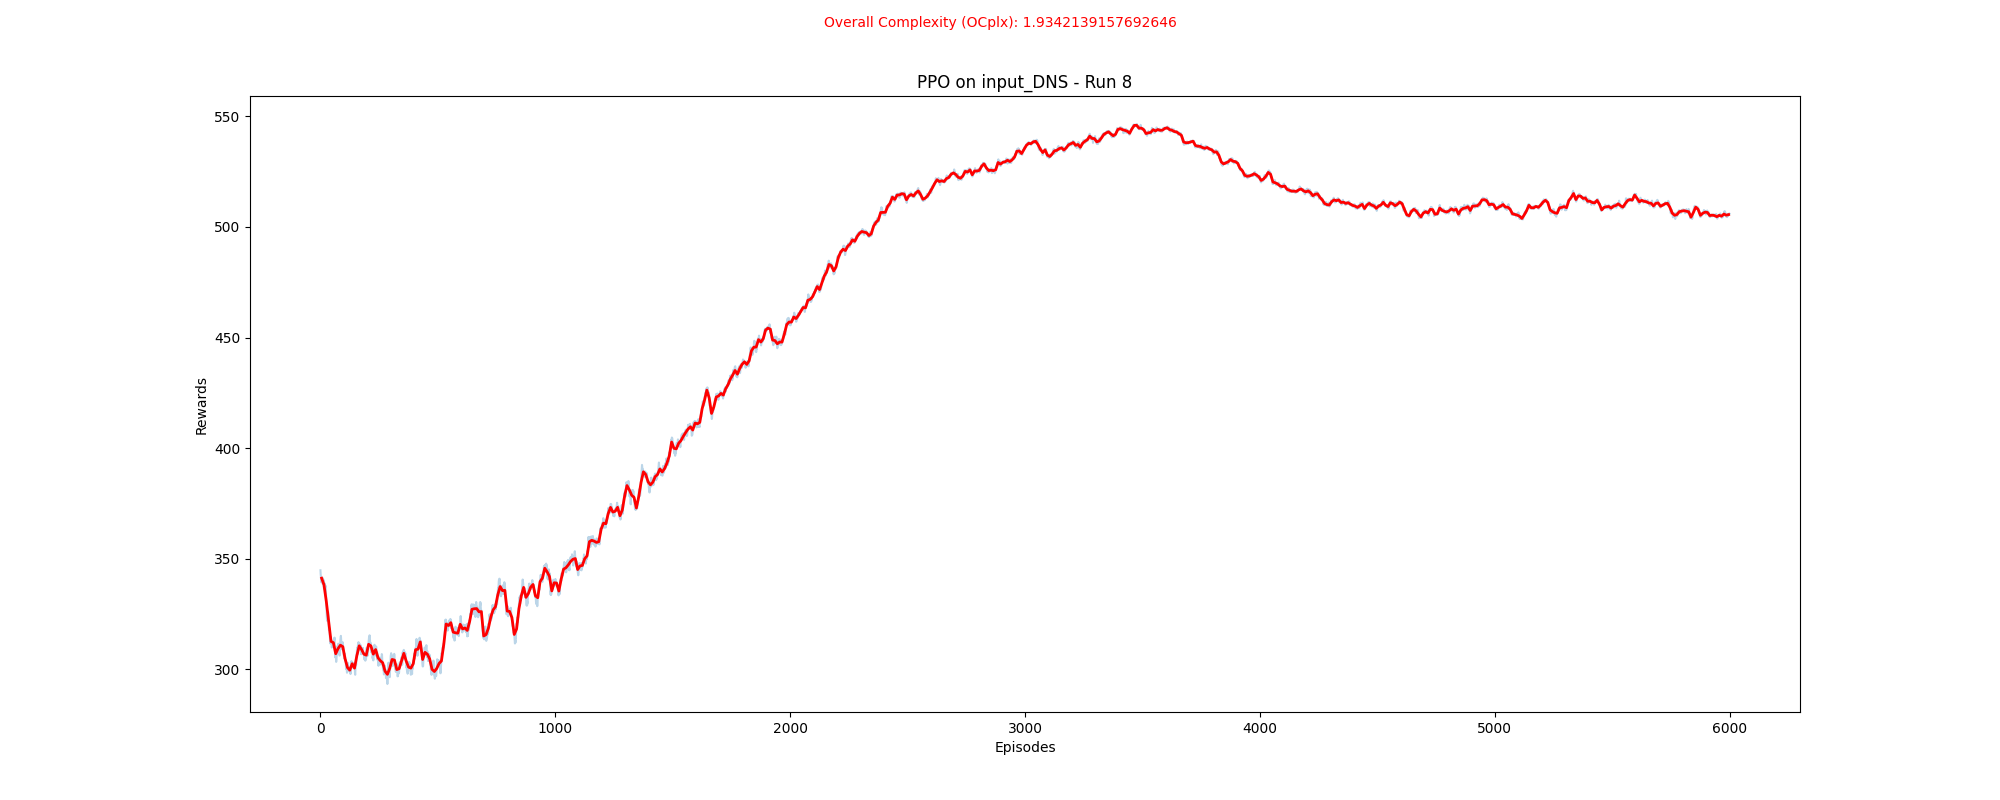 Overall Complexity (OCplx): 1.9342139157692646
PPO on input_DNS - Run 8
550
500
450
400
350
300
Rewards
0 1000 2000 3000 4000 5000 6000
Episodes